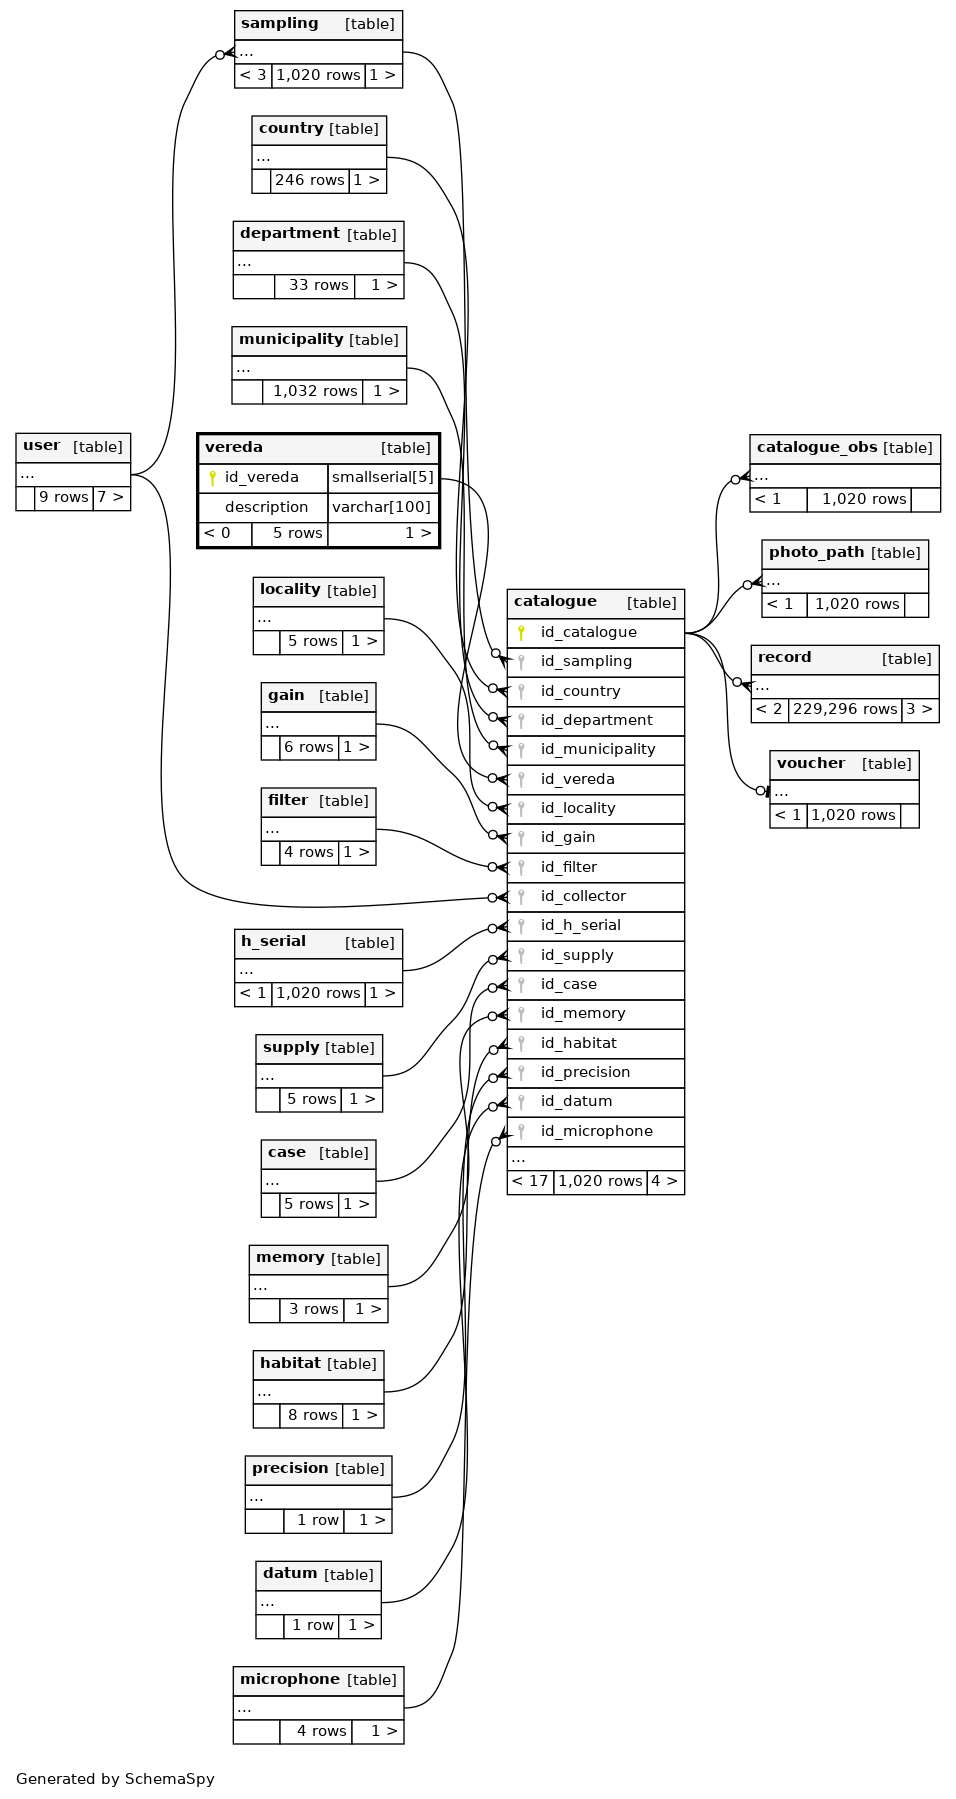 sampling [table]
...
< 3 1,020 rows 1 >
country [table]
...
246 rows 1 >
department [table]
...
33 rows 1 >
municipality [table]
...
1,032 rows 1 >
user [table]
...
9 rows 7 >
vereda [table]
id_vereda smallserial[5]
description varchar[100]
< 0 5 rows 1 >
locality [table]
...
5 rows 1 >
gain [table]
...
6 rows 1 >
filter [table]
...
4 rows 1 >
h_serial [table]
...
< 1 1,020 rows 1 >
supply [table]
...
5 rows 1 >
case [table]
...
5 rows 1 >
memory [table]
...
3 rows 1 >
habitat [table]
...
8 rows 1 >
precision [table]
...
1 row 1 >
datum [table]
...
1 row 1 >
microphone [table]
...
4 rows 1 >
catalogue [table]
id_catalogue
id_sampling
id_country
id_department
id_municipality
id_vereda
id_locality
id_gain
id_filter
id_collector
id_h_serial
id_supply
id_case
id_memory
id_habitat
id_precision
id_datum
id_microphone
...
< 17 1,020 rows 4 >
catalogue_obs [table]
...
< 1 1,020 rows
photo_path [table]
...
< 1 1,020 rows
record [table]
...
< 2 229,296 rows 3 >
voucher [table]
...
< 1 1,020 rows
Generated by SchemaSpy